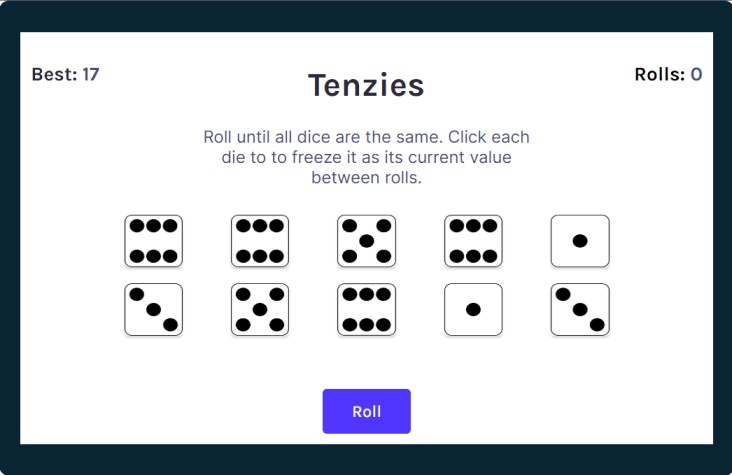 Best: 17
Rolls: 0
Tenzies
Roll until all dice are the same. Click each
die to to freeze it as its current value
between rolls.
Roll